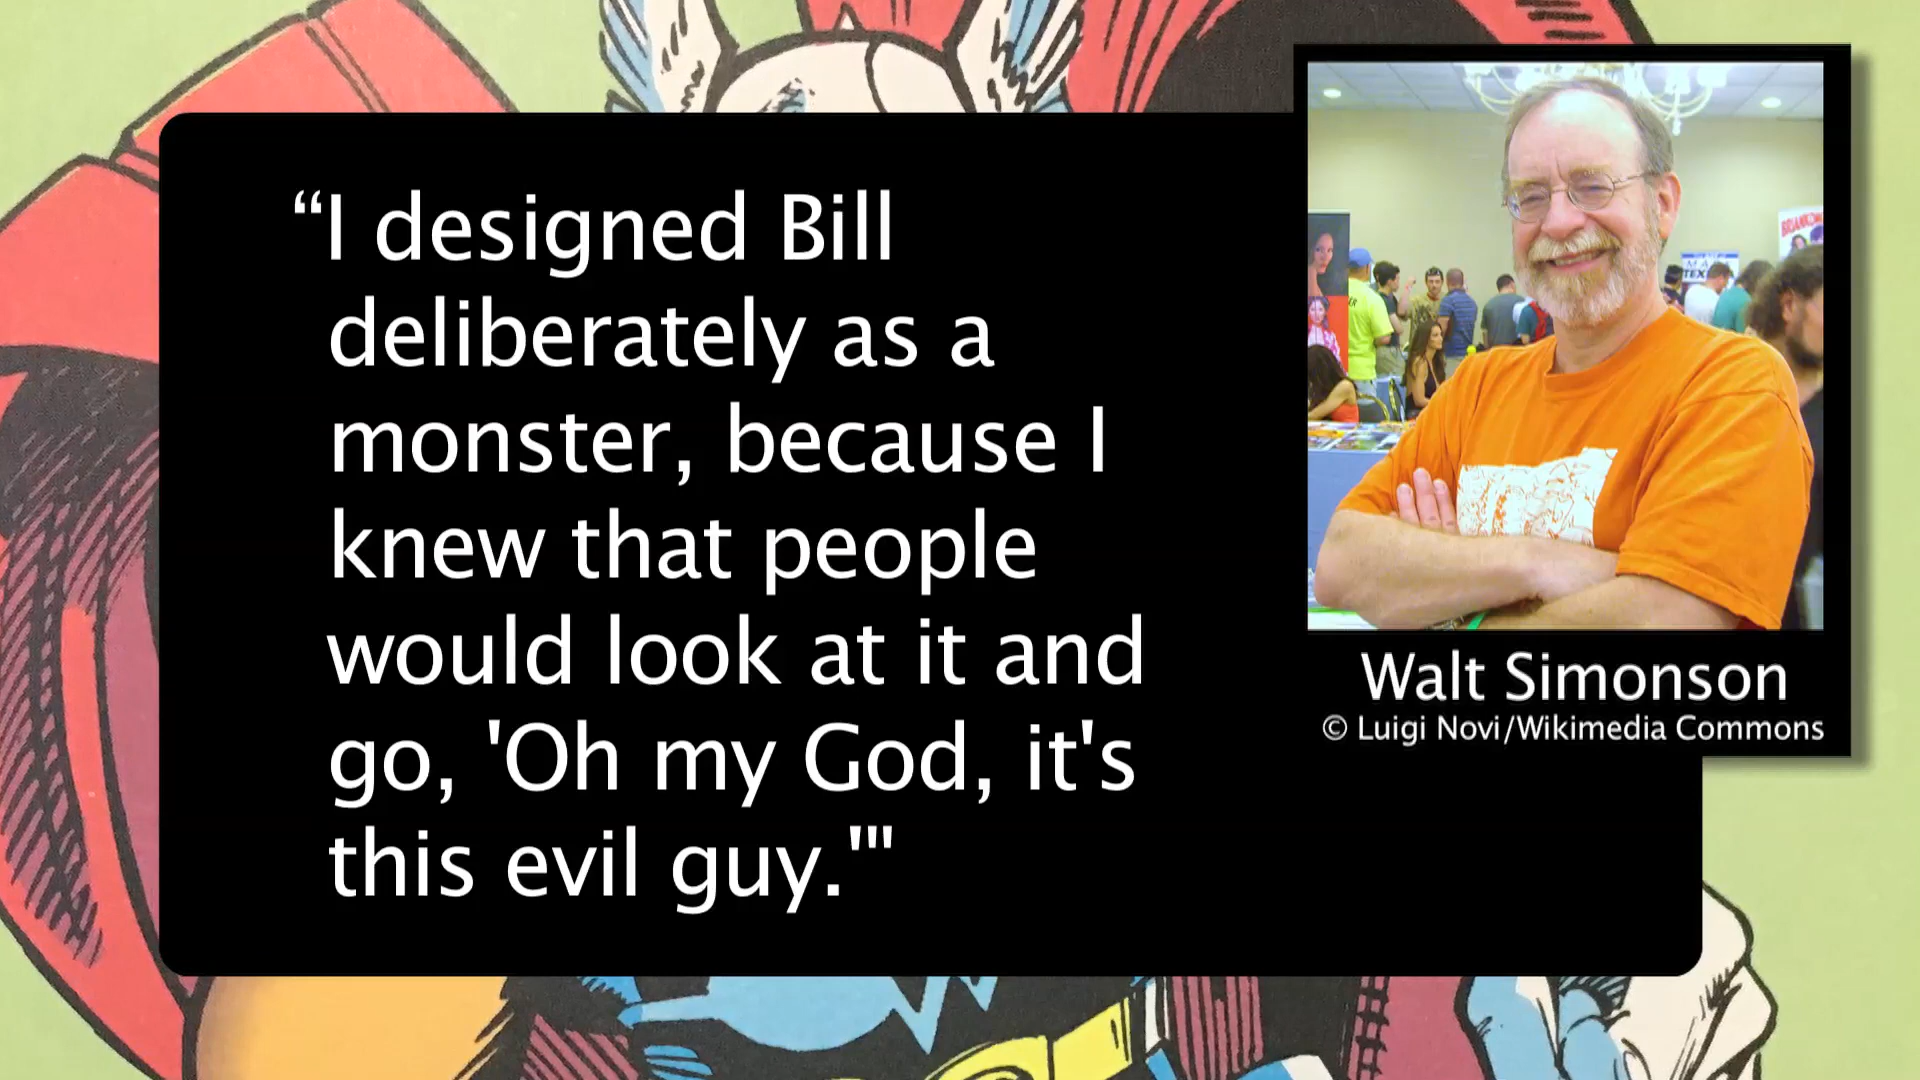 “I designed Bill
deliberately as a
monster, because I
knew that people
would look at it and
go, 'Oh my God, it's
this evil guy.'"
Walt Simonson
© Luigi Novi/Wikimedia Commons